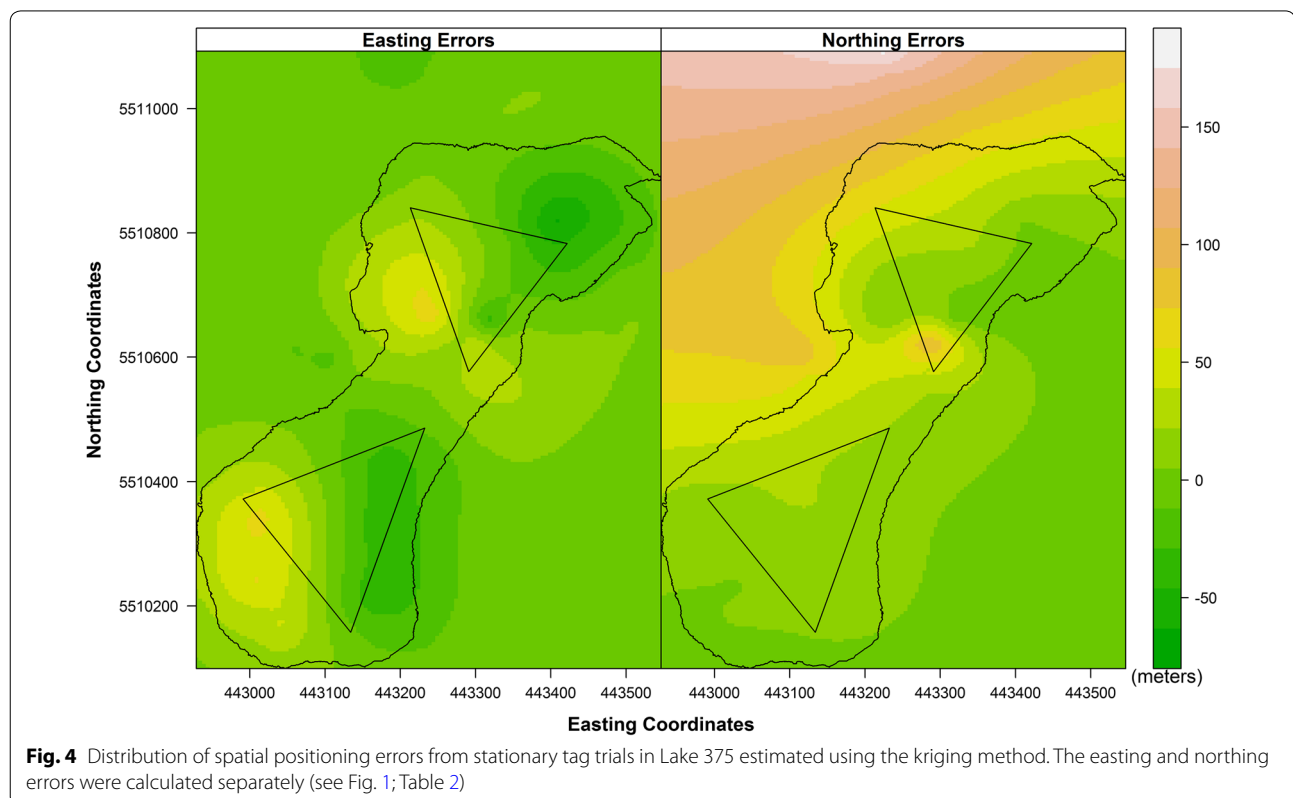 Easting Errors
Northing Errors
5511000
5510800
5510600
5510400
5510200
Northing Coordinates
443000 443100 443200 443300 443400 443500
443000 443100 443200 443300 443400 443500
Easting Coordinates
150
100
50
0
-50
(meters)
Fig. 4 Distribution of spatial positioning errors from stationary tag trials in Lake 375 estimated using the kriging method. The easting and northing
errors were calculated separately (see Fig. 1; Table 2)